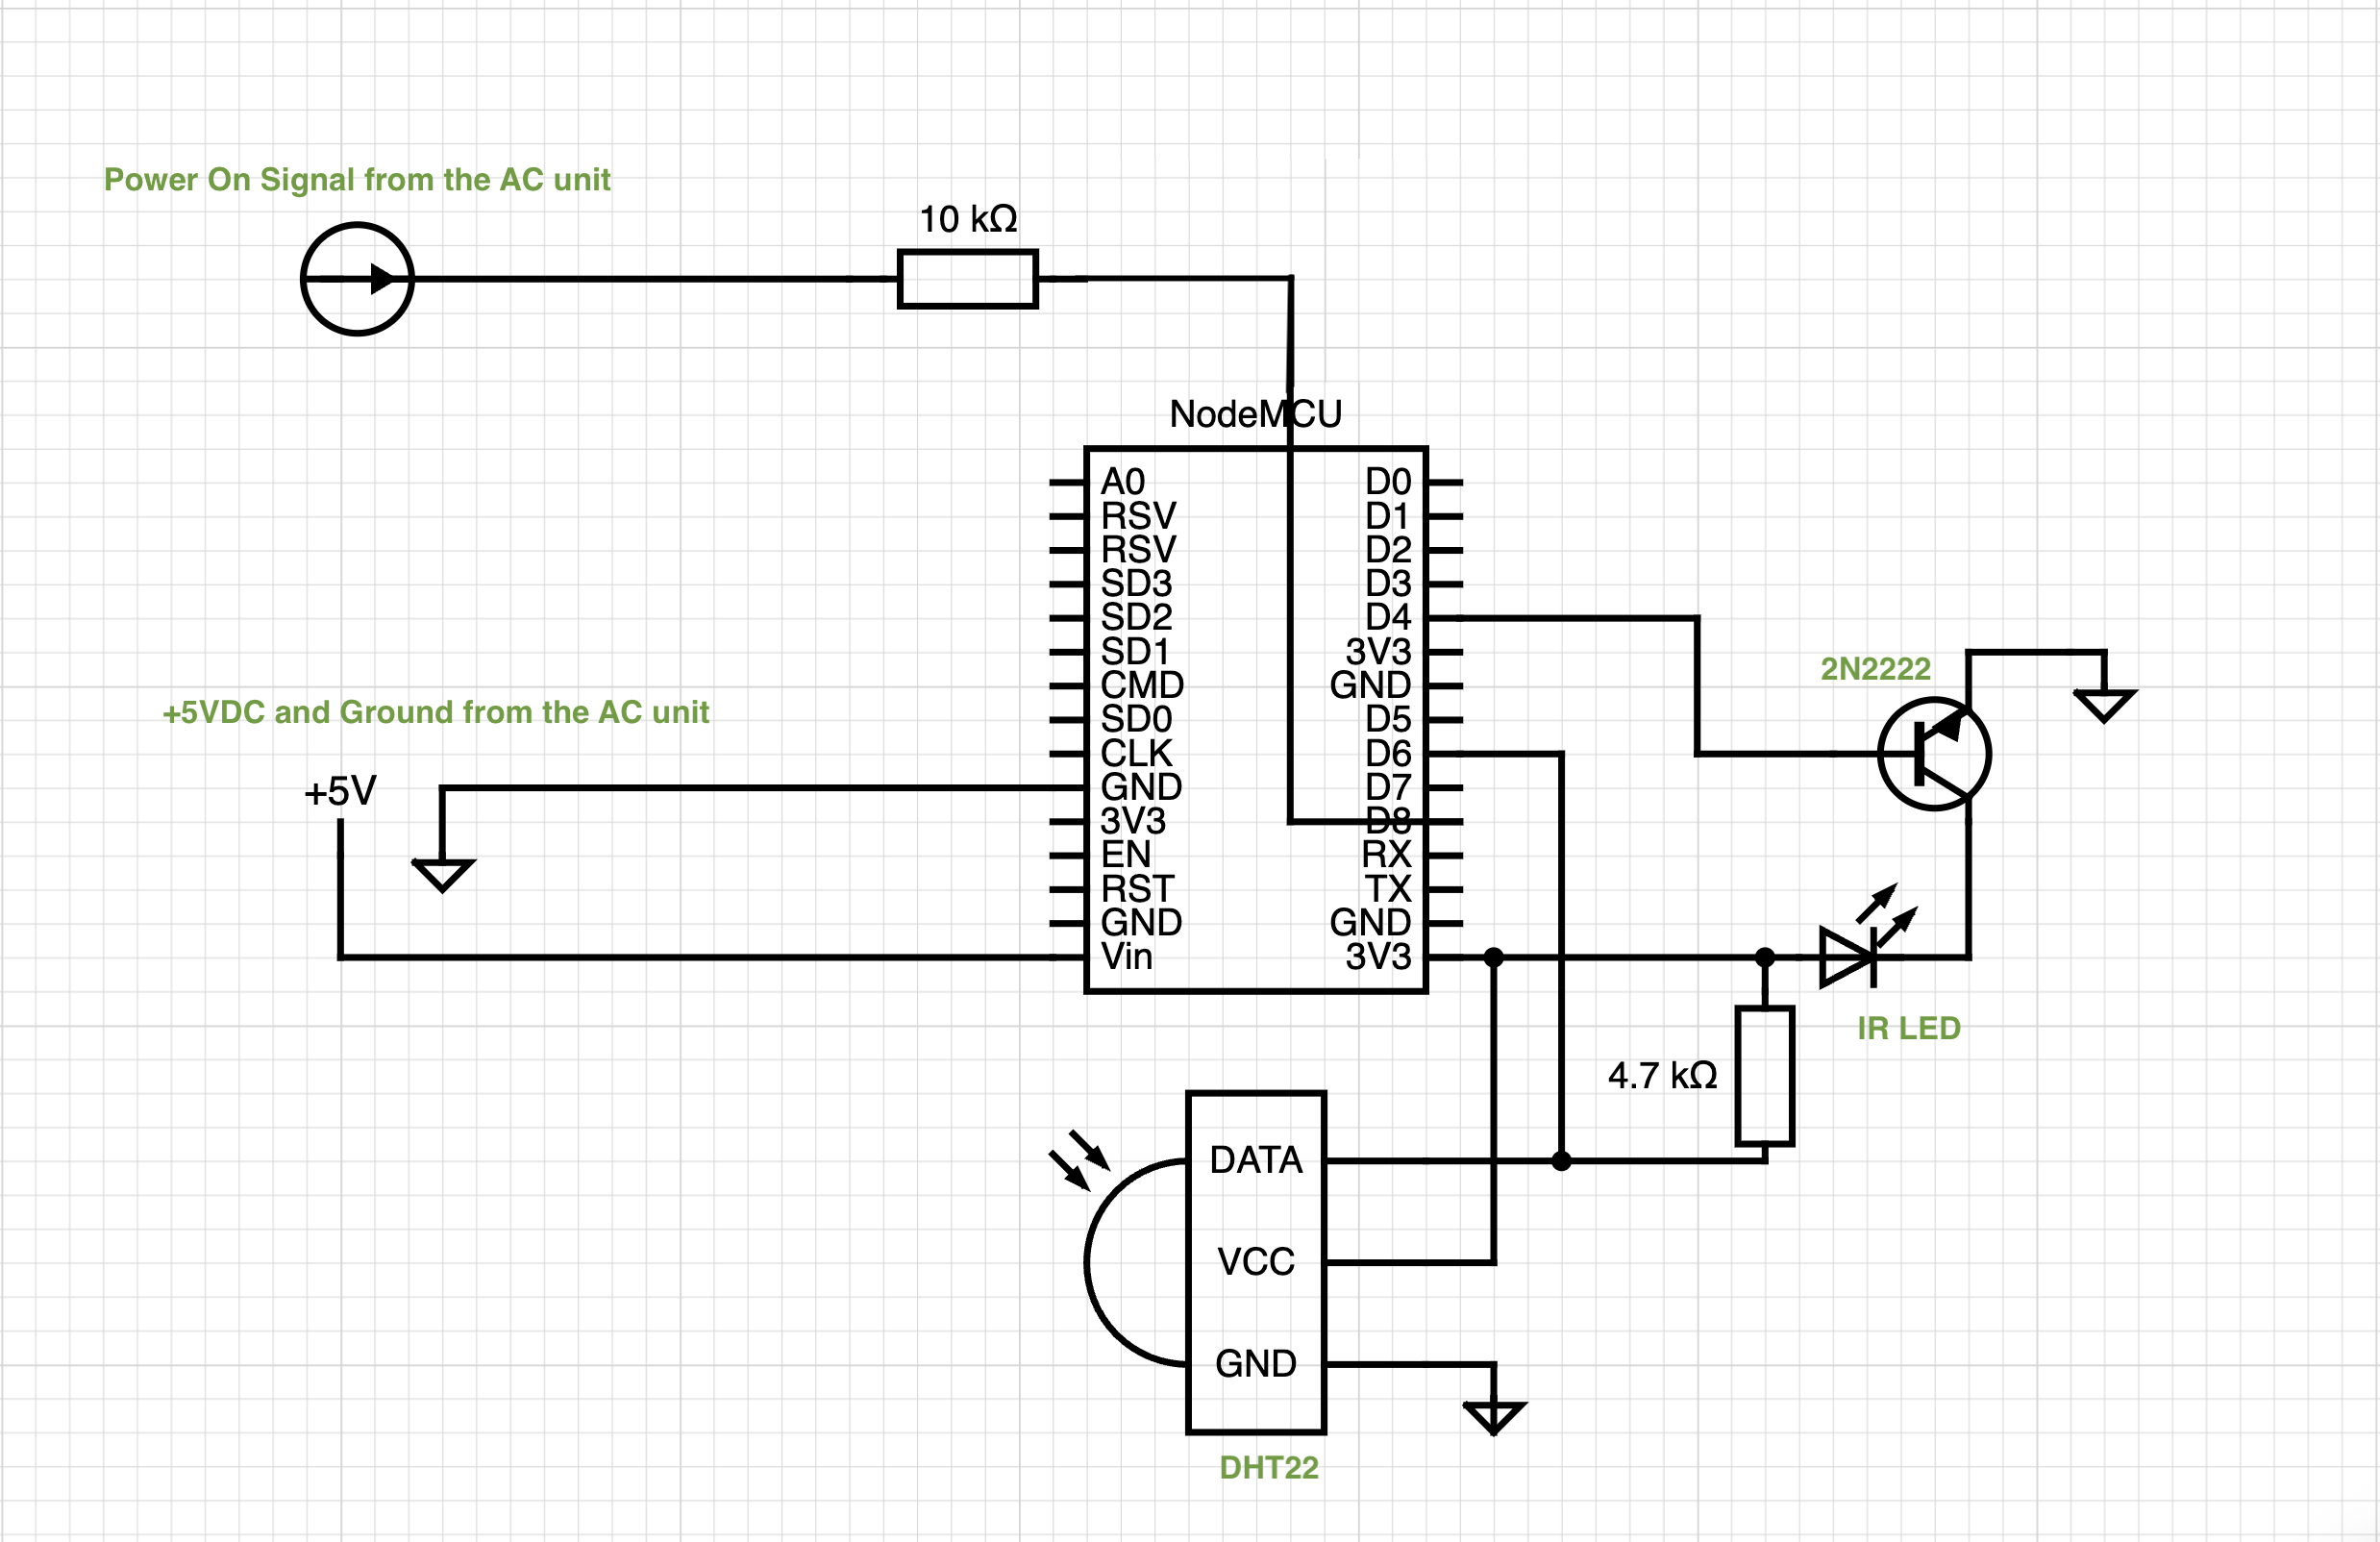 Power On Signal from the AC unit
10 kΩ
NodeMCU
A0
RSV
RSV
SD3
SD2
SD1
CMD
SD0
CLK
GND
3V3
EN
RST
GND
Vin
D0
D1
D2
D3
D4
3V3
GND
D5
D6
D7
D8
RX
TX
GND
3V3
2N2222
+5VDC and Ground from the AC unit
+5V
IR LED
4.7 kΩ
DATA
VCC
GND
DHT22